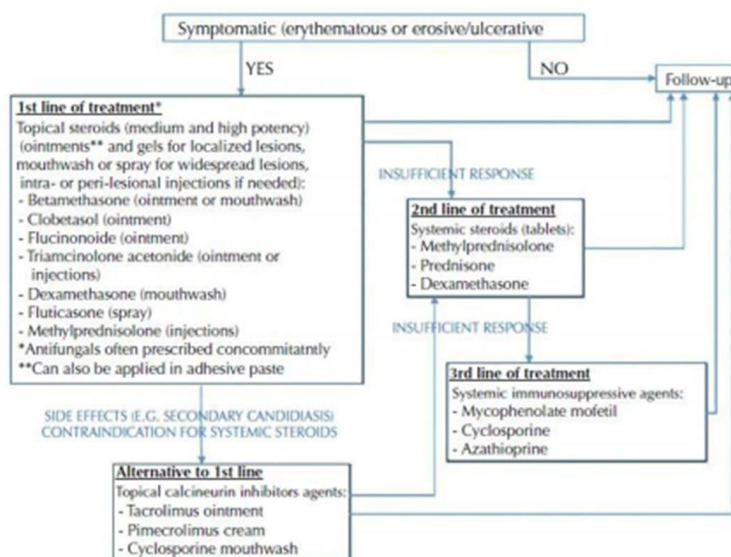 Symptomatic (erythematous or erosive/ulcerative
YES
NO
Follow-up
1st line of treatment*
Topical steroids (medium and high potency)
(ointments** and gels for localized lesions,
mouthwash or spray for widespread lesions,
intra- or peri-lesional injections if needed):
- Betamethasone (ointment or mouthwash)
- Clobetasol (ointment)
- Flucinonoide (ointment)
- Triamcinolone acetonide (ointment or
injections)
- Dexamethasone (mouthwash)
- Fluticasone (spray)
- Methylprednisolone (injections)
*Antifungals often prescribed concommitatntly
**Can also be applied in adhesive paste
INSUFFICIENT RESPONSE
2nd line of treatment
Systemic steroids (tablets):
- Methylprednisolone
- Prednisone
- Dexamethasone
INSUFFICIENT RESPONSE
3rd line of treatment
Systemic immunosuppressive agents:
- Mycophenolate mofetil
- Cyclosporine
- Azathioprine
SIDE EFFECTS (E.G. SECONDARY CANDIDIASIS)
CONTRAINDICATION FOR SYSTEMIC STEROIDS
Alternative to 1st line
Topical calcineurin inhibitors agents:
- Tacrolimus ointment
- Pimecrolimus cream
- Cyclosporine mouthwash